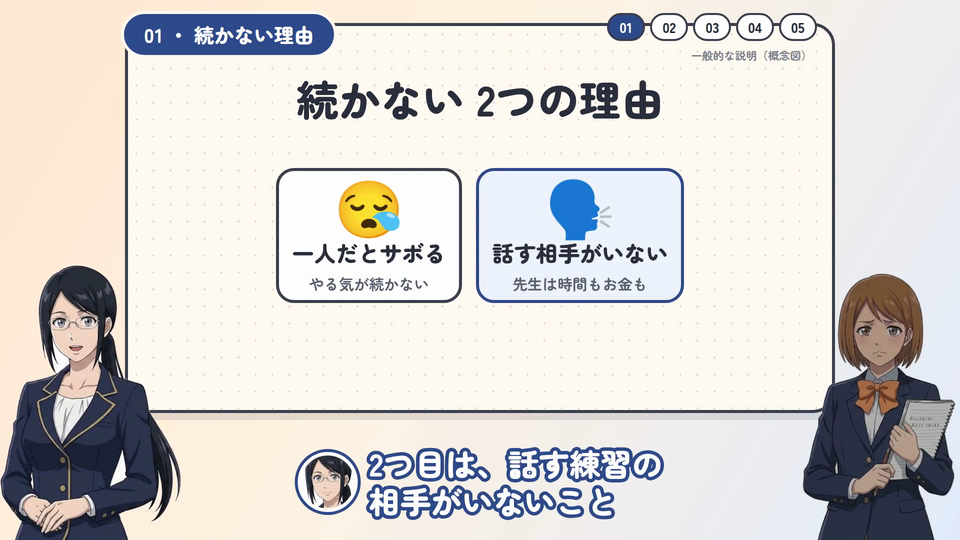 01 ・ 続かない理由
01 02 03 04 05
一般的な説明（概念図）
続かない 2つの理由
一人だとサボる
やる気が続かない
話す相手がいない
先生は時間もお金も
2つ目は、話す練習の
相手がいないこと